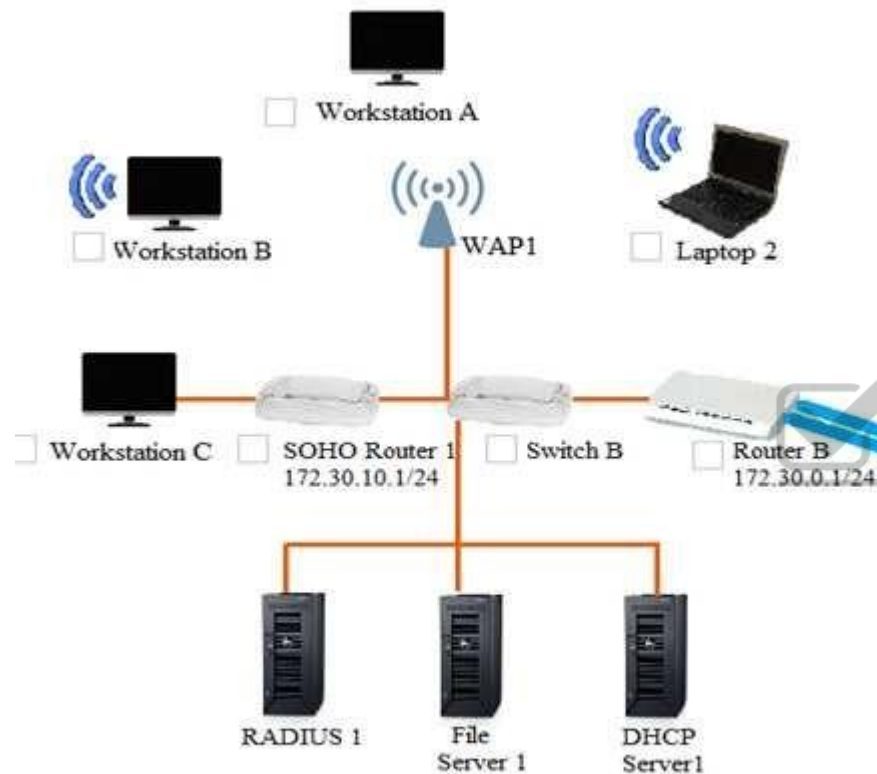 Workstation A
Workstation B
WAP1
Laptop 2
Workstation C
SOHO Router 1
172.30.10.1/24
Switch B
Router B
172.30.0.1/24
RADIUS 1
File
Server 1
DHCP
Server1